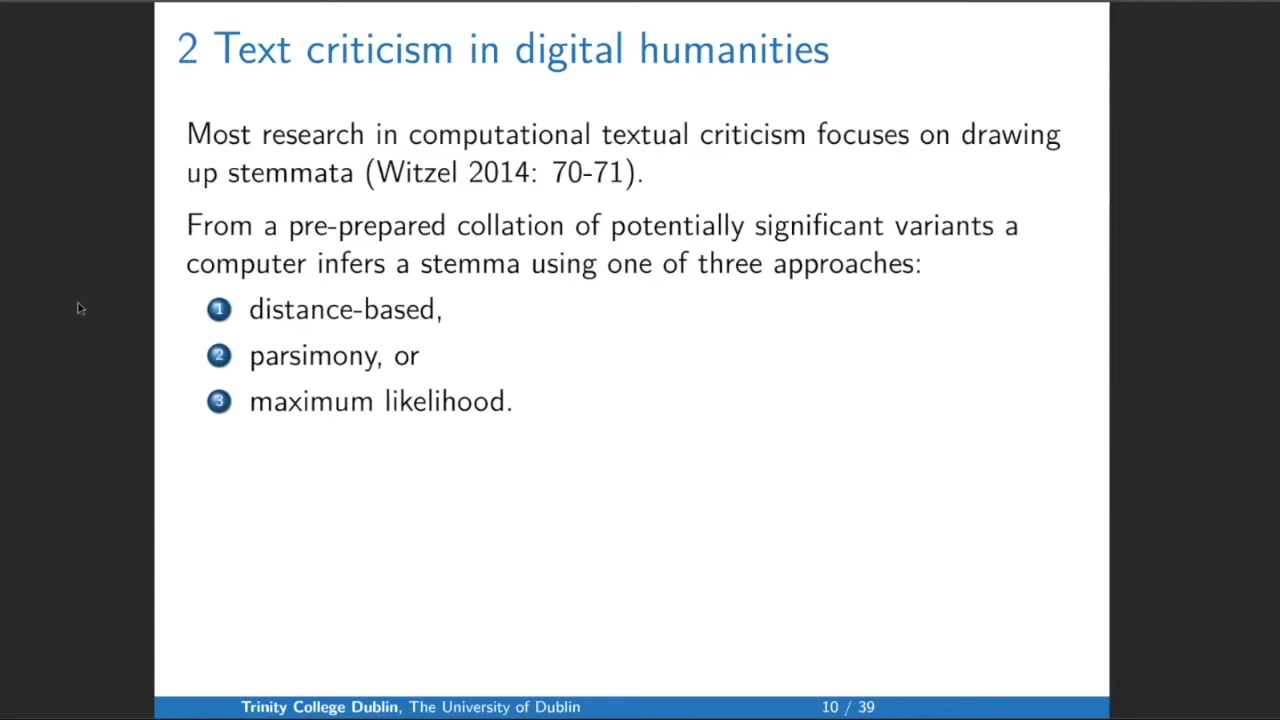 2 Text criticism in digital humanities
Most research in computational textual criticism focuses on drawing
up stemmata (Witzel 2014: 70-71).
From a pre-prepared collation of potentially significant variants a
computer infers a stemma using one of three approaches:
1 distance-based,
2 parsimony, or
3 maximum likelihood.
Trinity College Dublin, The University of Dublin 10 / 39